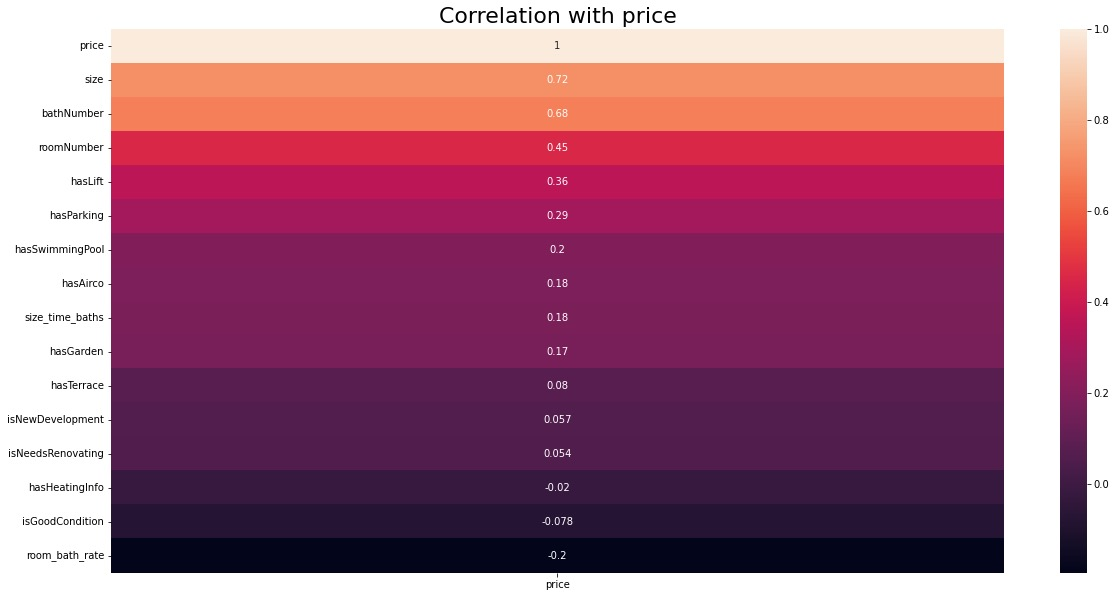 Correlation with price
price 1
size 0.72
bathNumber 0.68
roomNumber 0.45
hasLift 0.36
hasParking 0.29
hasSwimmingPool 0.2
hasAirco 0.18
size_time_baths 0.18
hasGarden 0.17
hasTerrace 0.08
isNewDevelopment 0.057
isNeedsRenovating 0.054
hasHeatingInfo -0.02
isGoodCondition -0.078
room_bath_rate -0.2
price
1.0
0.8
0.6
0.4
0.2
0.0